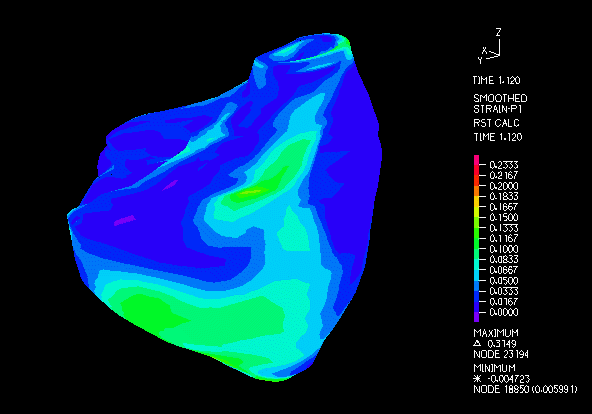 Z
X
Y
TIME 1.120
SMOOTHED
STRAIN-P1
RST CALC
TIME 1.120
0.2333
0.2167
0.2000
0.1833
0.1667
0.1500
0.1333
0.1167
0.1000
0.0833
0.0667
0.0500
0.0333
0.0167
0.0000
MAXIMUM
Δ 0.3149
NODE 23194
MINIMUM
* -0.004723
NODE 18850 (0.005991)